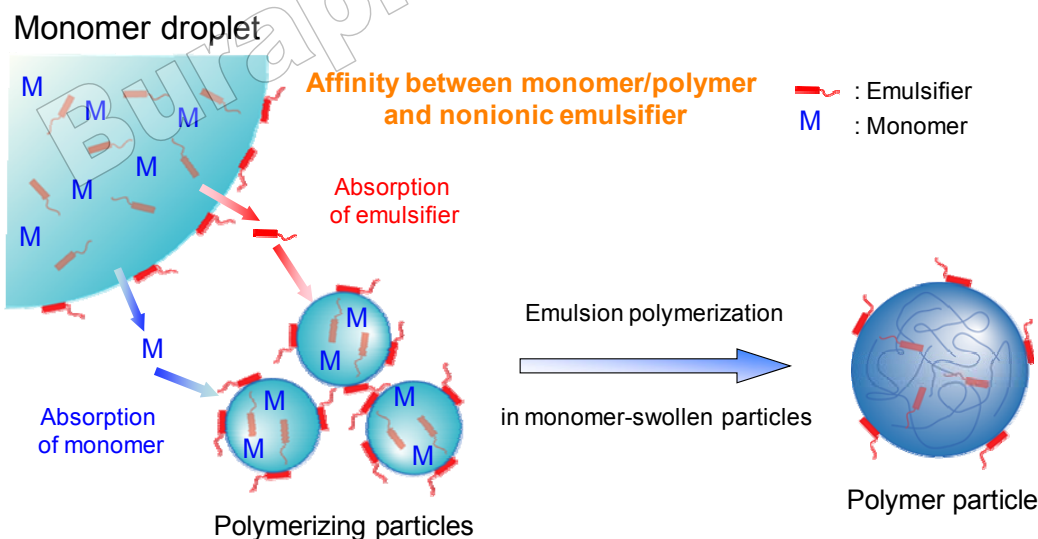 Monomer droplet
Burap
Affinity between monomer/polymer
and nonionic emulsifier
: Emulsifier
M : Monomer
M
M
M
M
M
M
Absorption
of emulsifier
M
Absorption
of monomer
M
M
M
M
M
M
Polymerizing particles
Emulsion polymerization
in monomer-swollen particles
Polymer particle